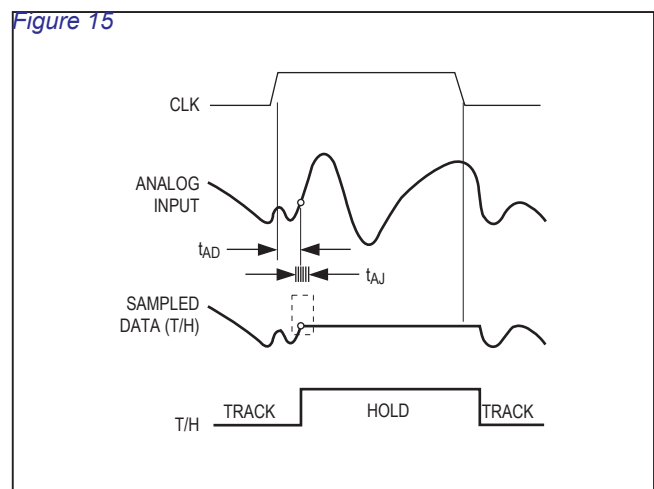 Figure 15
CLK
ANALOG
INPUT
tAD
tAJ
SAMPLED
DATA (T/H)
TRACK
HOLD
TRACK
T/H